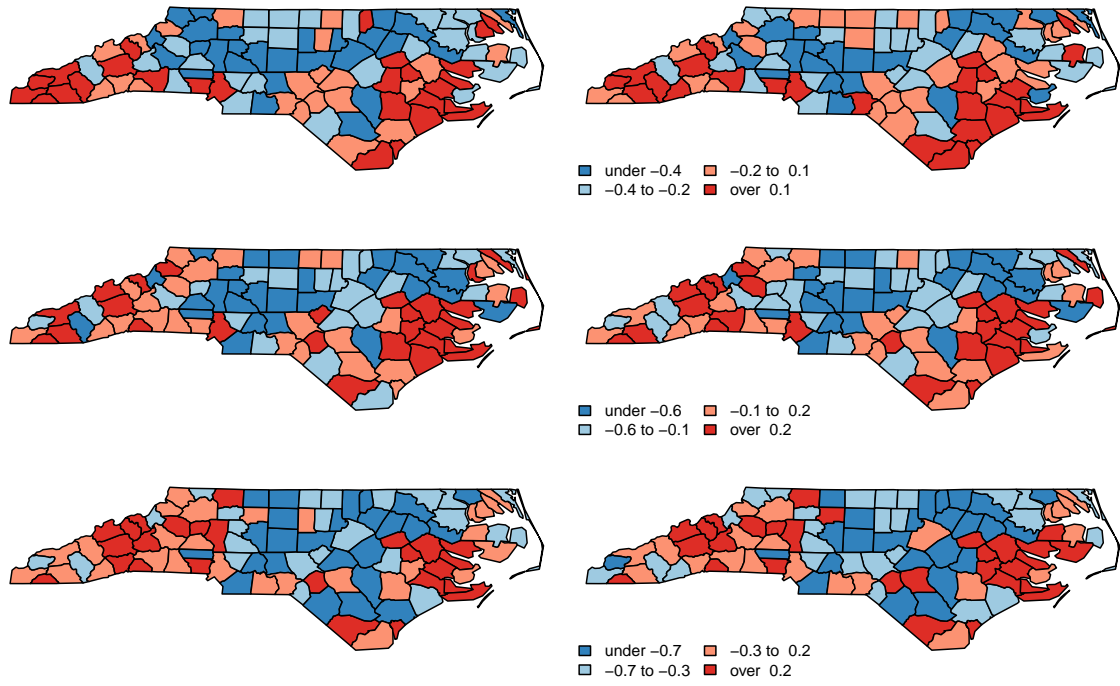 under −0.4 −0.2 to 0.1
−0.4 to −0.2 over 0.1
under −0.6 −0.1 to 0.2
−0.6 to −0.1 over 0.2
under −0.7 −0.3 to 0.2
−0.7 to −0.3 over 0.2